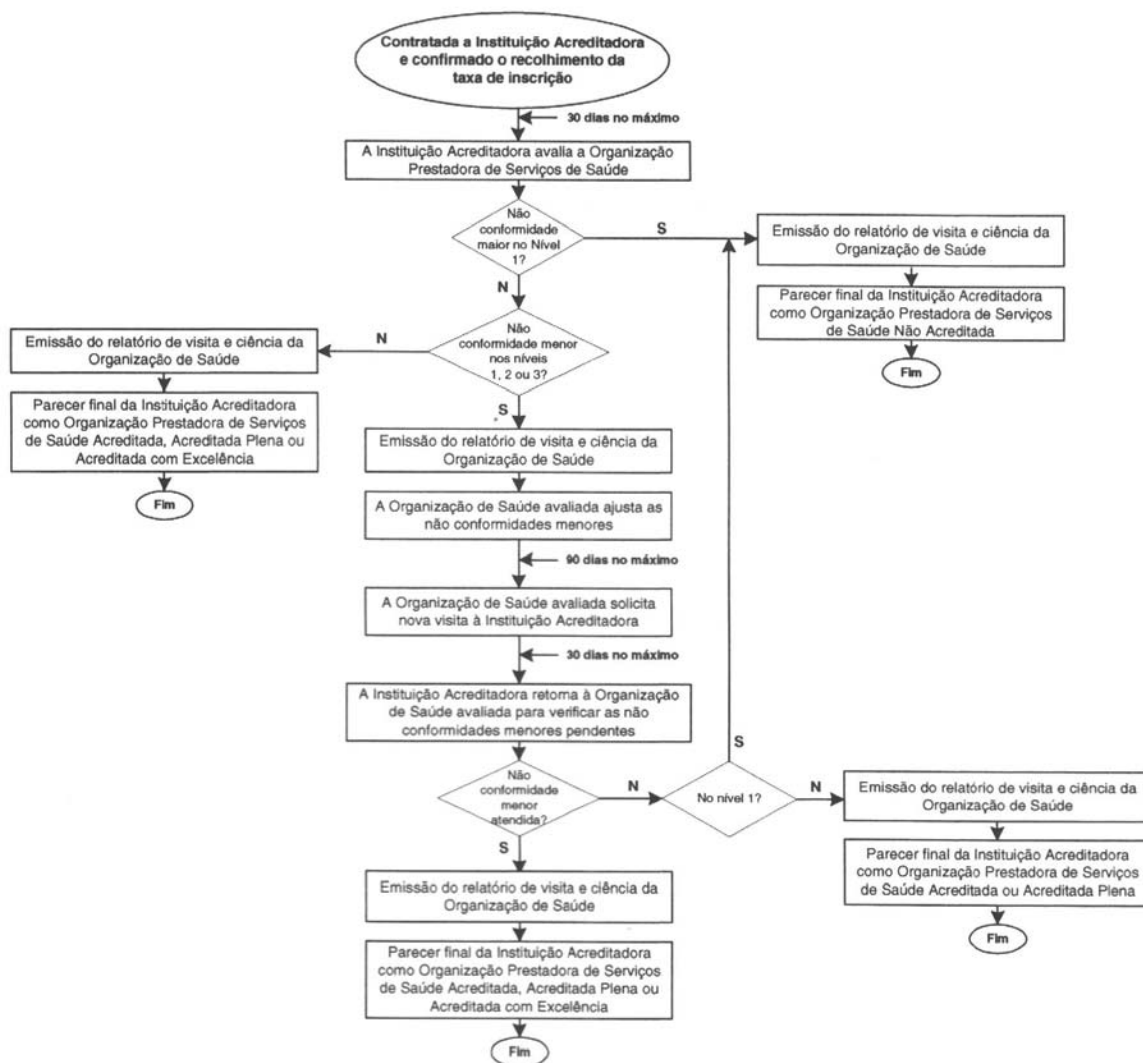 Contratada a Instituição Acreditadora
e confirmado o recolhimento da
taxa de inscrição
30 dias no máximo
A Instituição Acreditadora avalia a Organização
Prestadora de Serviços de Saúde
Não
conformidade
maior no Nível
1?
S
N
Emissão do relatório de visita e ciência da
Organização de Saúde
Parecer final da Instituição Acreditadora
como Organização Prestadora de Serviços
de Saúde Não Acreditada
Fim
Não
conformidade menor
nos níveis
1, 2 ou 3?
N
S
Emissão do relatório de visita e ciência da
Organização de Saúde
Parecer final da Instituição Acreditadora
como Organização Prestadora de Serviços
de Saúde Acreditada, Acreditada Plena ou
Acreditada com Excelência
Fim
Emissão do relatório de visita e ciência da
Organização de Saúde
A Organização de Saúde avaliada ajusta as
não conformidades menores
90 dias no máximo
A Organização de Saúde avaliada solicita
nova visita à Instituição Acreditadora
30 dias no máximo
A Instituição Acreditadora retorna à Organização
de Saúde avaliada para verificar as não
conformidades menores pendentes
Não
conformidade
menor
atendida?
N
S
No nível 1?
S
N
Emissão do relatório de visita e ciência da
Organização de Saúde
Parecer final da Instituição Acreditadora
como Organização Prestadora de Serviços
de Saúde Acreditada ou Acreditada Plena
Fim
Emissão do relatório de visita e ciência da
Organização de Saúde
Parecer final da Instituição Acreditadora
como Organização Prestadora de Serviços
de Saúde Acreditada, Acreditada Plena ou
Acreditada com Excelência
Fim